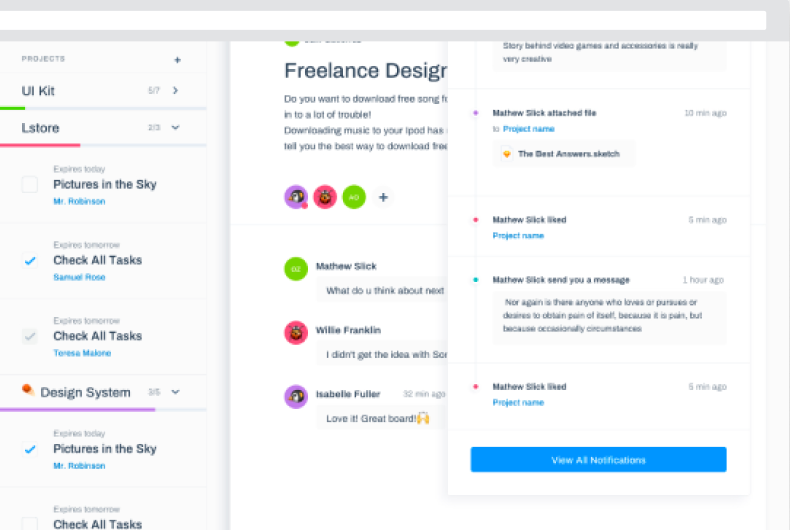 PROJECTS
+
UI Kit
5/7
Lstore
2/3
Expires today
Pictures in the Sky
Mr. Robinson
Expires tomorrow
Check All Tasks
Samuel Rose
Expires tomorrow
Check All Tasks
Teresa Malone
Design System
3/5
Expires today
Pictures in the Sky
Mr. Robinson
Expires tomorrow
Check All Tasks
Freelance Design
Do you want to download free song fo
in to a lot of trouble!
Downloading music to your Ipod has
tell you the best way to download free
AO
+
OZ
Mathew Slick
What do u think about next
Willie Franklin
I didn't get the idea with Sor
Isabelle Fuller
32 min ago
Love it! Great board!🙌
Story behind video games and accessories is really
very creative
Mathew Slick attached file
10 min ago
to Project name
The Best Answers.sketch
Mathew Slick liked
5 min ago
Project name
Mathew Slick send you a message
1 hour ago
Nor again is there anyone who loves or pursues or
desires to obtain pain of itself, because it is pain, but
because occasionally circumstances
Mathew Slick liked
5 min ago
Project name
View All Notifications